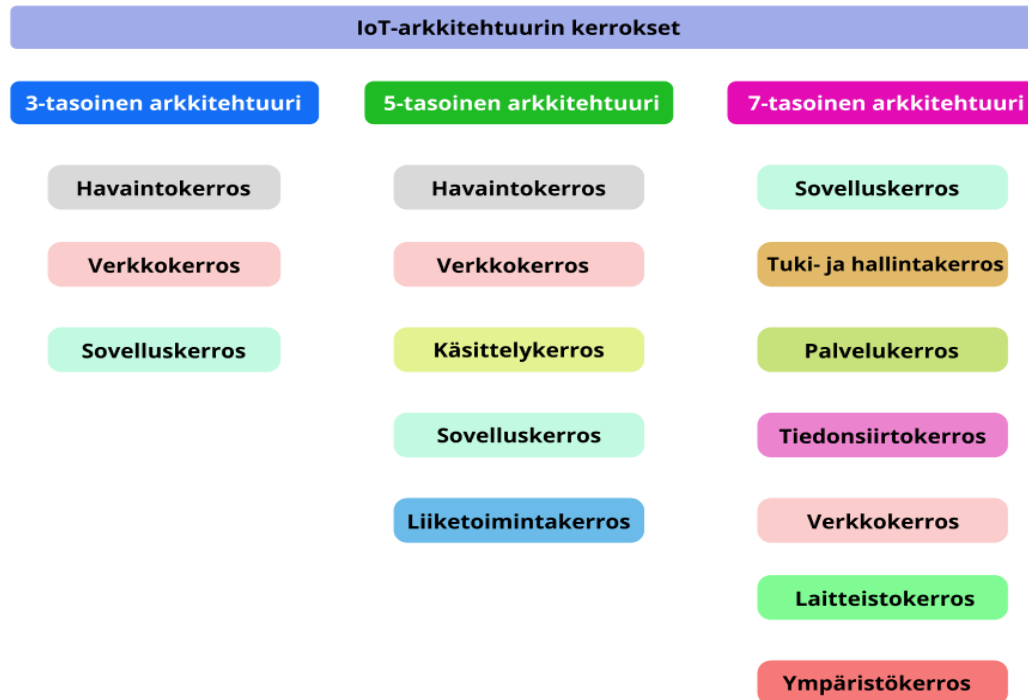 IoT-arkkitehtuurin kerrokset
3-tasoinen arkkitehtuuri
Havaintokerros
Verkkokerros
Sovelluskerros
5-tasoinen arkkitehtuuri
Havaintokerros
Verkkokerros
Käsittelykerros
Sovelluskerros
Liiketoimintakerros
7-tasoinen arkkitehtuuri
Sovelluskerros
Tuki- ja hallintakerros
Palvelukerros
Tiedonsiirtokerros
Verkkokerros
Laitteistokerros
Ympäristökerros